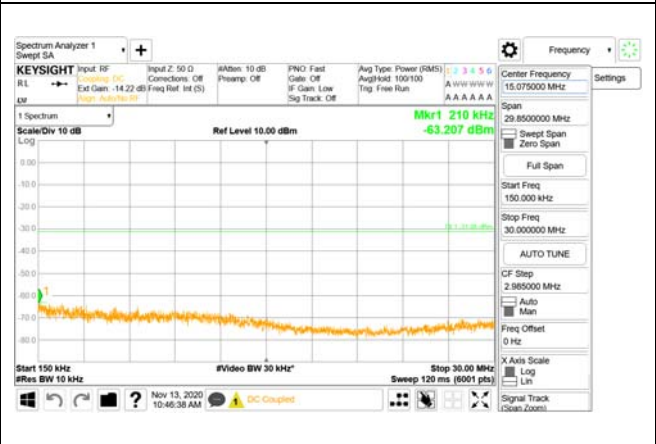 Spectrum Analyzer 1
Swept SA
Frequency
KEYSIGHT
RL
Input: RF
Coupling: DC
Ext Gain: -14.22 dB
Align: Auto/No RF
Input Z: 50 Ω
Corrections: Off
Freq Ref: Int (S)
#Atten: 10 dB
Preamp: Off
PNO: Fast
Gate: Off
IF Gain: Low
Sig Track: Off
Avg Type: Power (RMS)
Avg|Hold: 100/100
Trig: Free Run
1 2 3 4 5 6
A W W W W W
A A A A A A
Center Frequency
15.075000 MHz
Settings
1 Spectrum
Scale/Div 10 dB
Ref Level 10.00 dBm
Mkr1 210 kHz
-63.207 dBm
Log
0.00
-10.0
-20.0
-30.0
-40.0
-50.0
-60.0
-70.0
-80.0
1
Start 150 kHz
#Res BW 10 kHz
#Video BW 30 kHz*
Stop 30.00 MHz
Sweep 120 ms (6001 pts)
Span
29.8500000 MHz
Swept Span
Zero Span
Full Span
Start Freq
150.000 kHz
Stop Freq
30.000000 MHz
AUTO TUNE
CF Step
2.985000 MHz
Auto
Man
Freq Offset
0 Hz
X Axis Scale
Log
Lin
Signal Track
(Span Zoom)
Nov 13, 2020
10:46:38 AM
DC Coupled